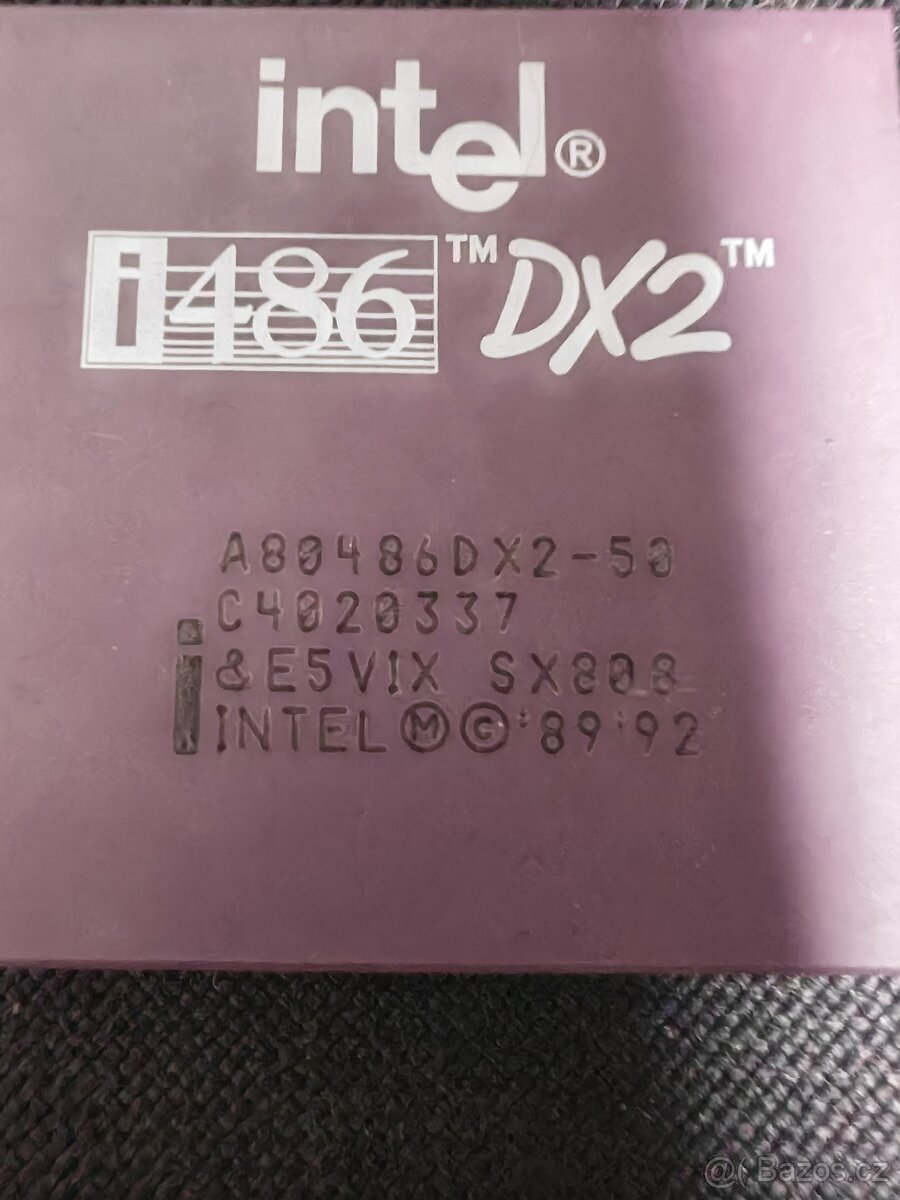 intel®
i486™ DX2™
A80486DX2-50
C4020337
i &E5VIX SX808
INTEL Ⓜ © '89 '92
@( Bazos.cz